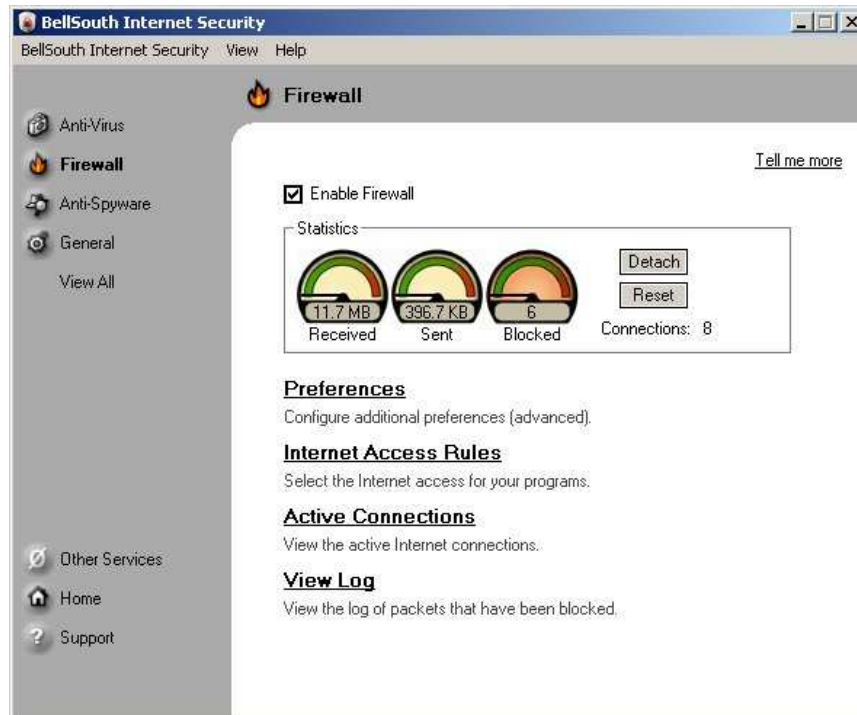 BellSouth Internet Security
BellSouth Internet Security View Help
Firewall
Anti-Virus
Firewall
Anti-Spyware
General
View All
Other Services
Home
Support
Tell me more
Enable Firewall
Statistics
11.7 MB 396.7 KB 6
Received Sent Blocked
Detach
Reset
Connections: 8
Preferences
Configure additional preferences (advanced).
Internet Access Rules
Select the Internet access for your programs.
Active Connections
View the active Internet connections.
View Log
View the log of packets that have been blocked.